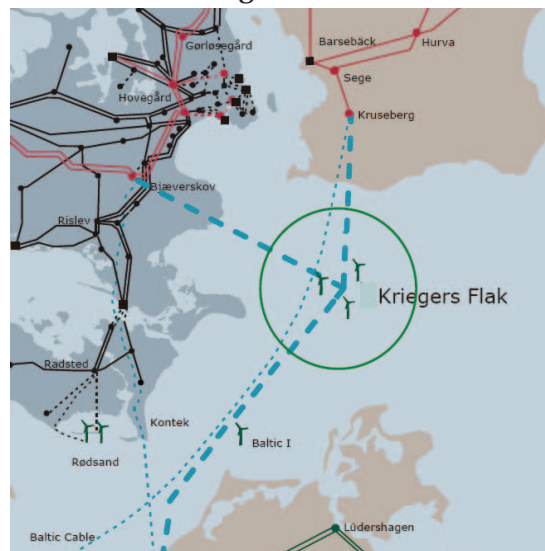 Gørløsegård
Barsebäck
Hurva
Sege
Hovegård
Kruseberg
Bjæverskov
Rislev
Kriegers Flak
Radsted
Kontek
Baltic I
Rødsand
Lüdershagen
Baltic Cable